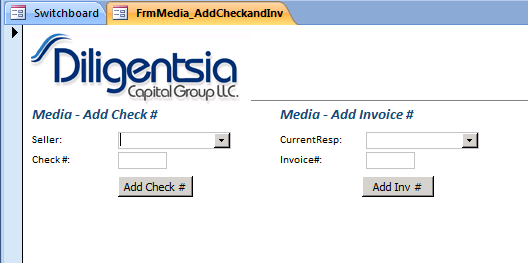 Switchboard
FrmMedia_AddCheckandInv
Diligentsia
Capital Group LLC.
Media - Add Check #
Media - Add Invoice #
Seller:
CurrentResp:
Check #:
Invoice#:
Add Check #
Add Inv #